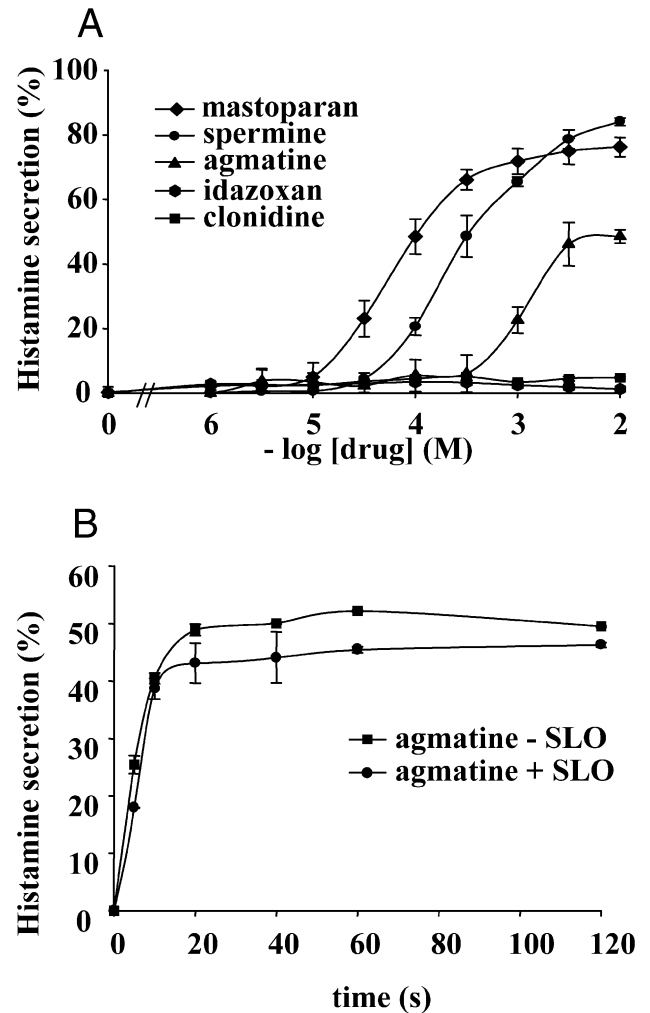 A
Histamine secretion (%)
100
80
60
40
20
0
mastoparan
spermine
agmatine
idazoxan
clonidine
0 6 5 4 3 2
- log [drug] (M)
B
Histamine secretion (%)
60
50
40
30
20
10
0
agmatine - SLO
agmatine + SLO
0 20 40 60 80 100 120
time (s)